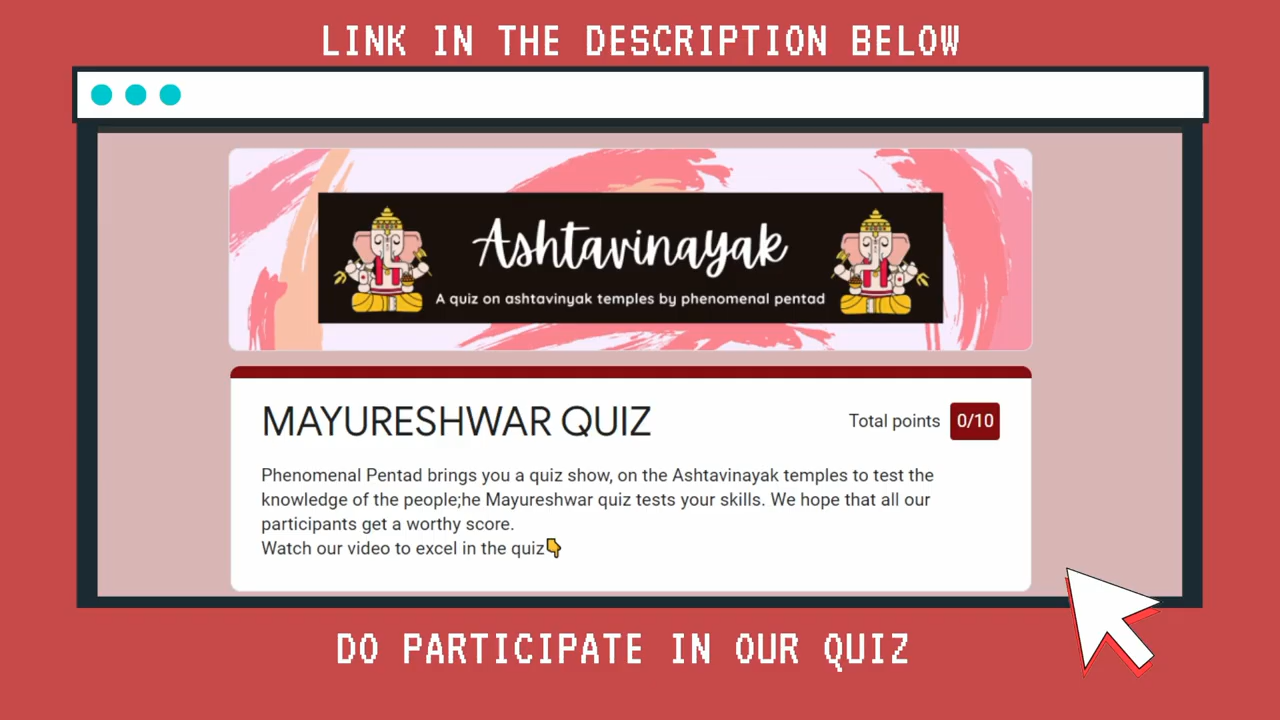 LINK IN THE DESCRIPTION BELOW
Ashtavinayak
A quiz on ashtavinyak temples by phenomenal pentad
MAYURESHWAR QUIZ
Total points 0/10
Phenomenal Pentad brings you a quiz show, on the Ashtavinayak temples to test the
knowledge of the people;he Mayureshwar quiz tests your skills. We hope that all our
participants get a worthy score.
Watch our video to excel in the quiz👇
DO PARTICIPATE IN OUR QUIZ